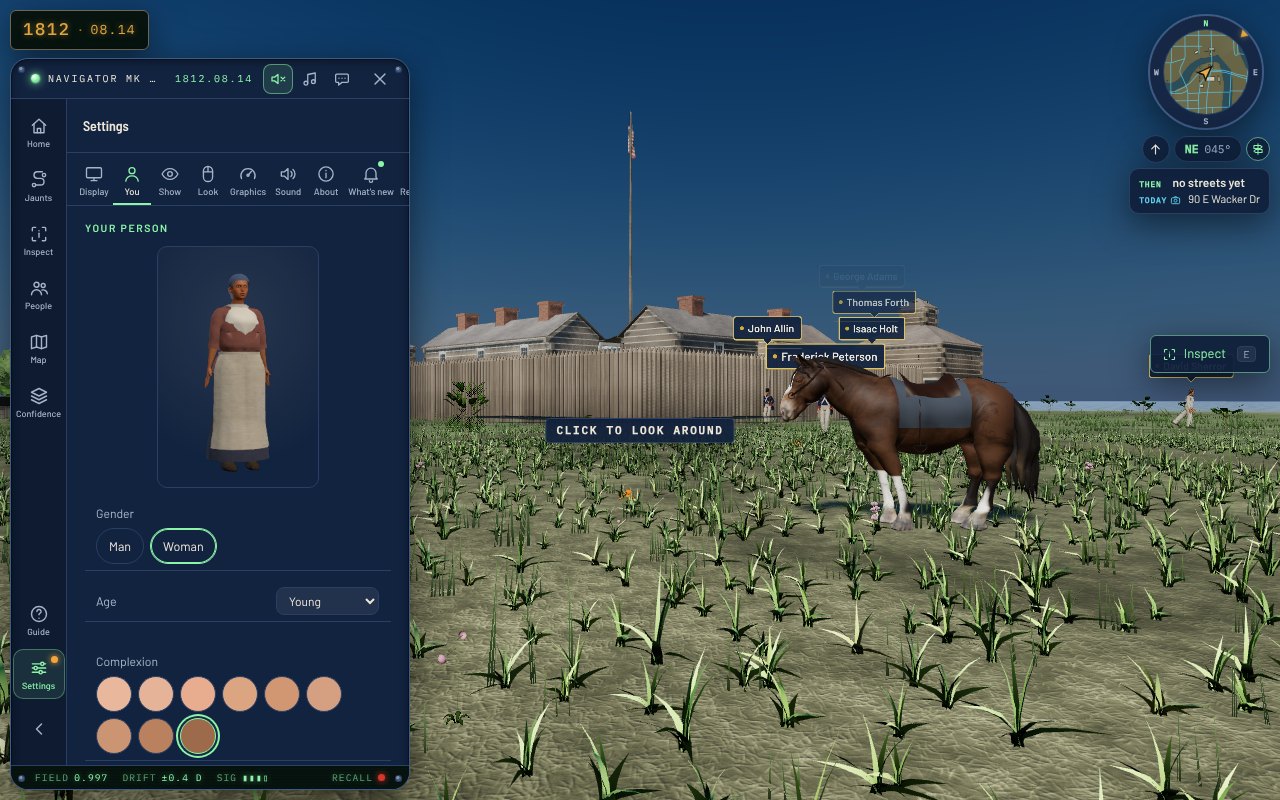 1812 · 08.14
NAVIGATOR MK …
1812.08.14
Settings
Home
Jaunts
Inspect
People
Map
Confidence
Guide
Settings
Display
You
Show
Look
Graphics
Sound
About
What's new
Re
YOUR PERSON
Gender
Man
Woman
Age
Young
Complexion
FIELD 0.997
DRIFT ±0.4 D
SIG
RECALL
George Adams
Thomas Forth
John Allin
Isaac Holt
Frederick Peterson
CLICK TO LOOK AROUND
N
W
E
S
NE 045°
THEN no streets yet
TODAY 90 E Wacker Dr
Inspect E